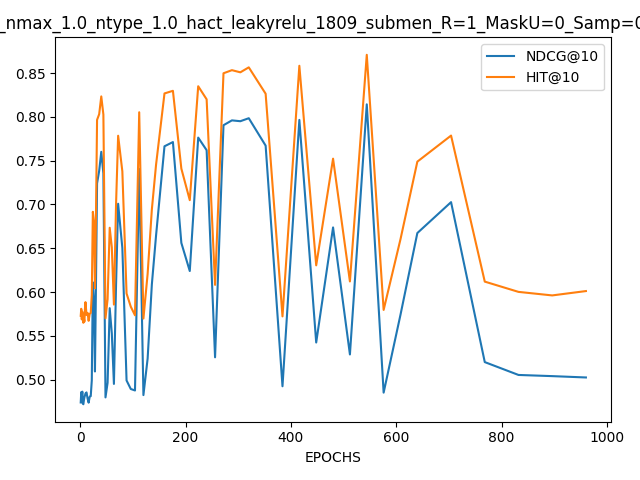 _nmax_1.0_ntype_1.0_hact_leakyrelu_1809_submen_R=1_MaskU=0_Samp=0
NDCG@10
HIT@10
0.85
0.80
0.75
0.70
0.65
0.60
0.55
0.50
0 200 400 600 800 1000
EPOCHS